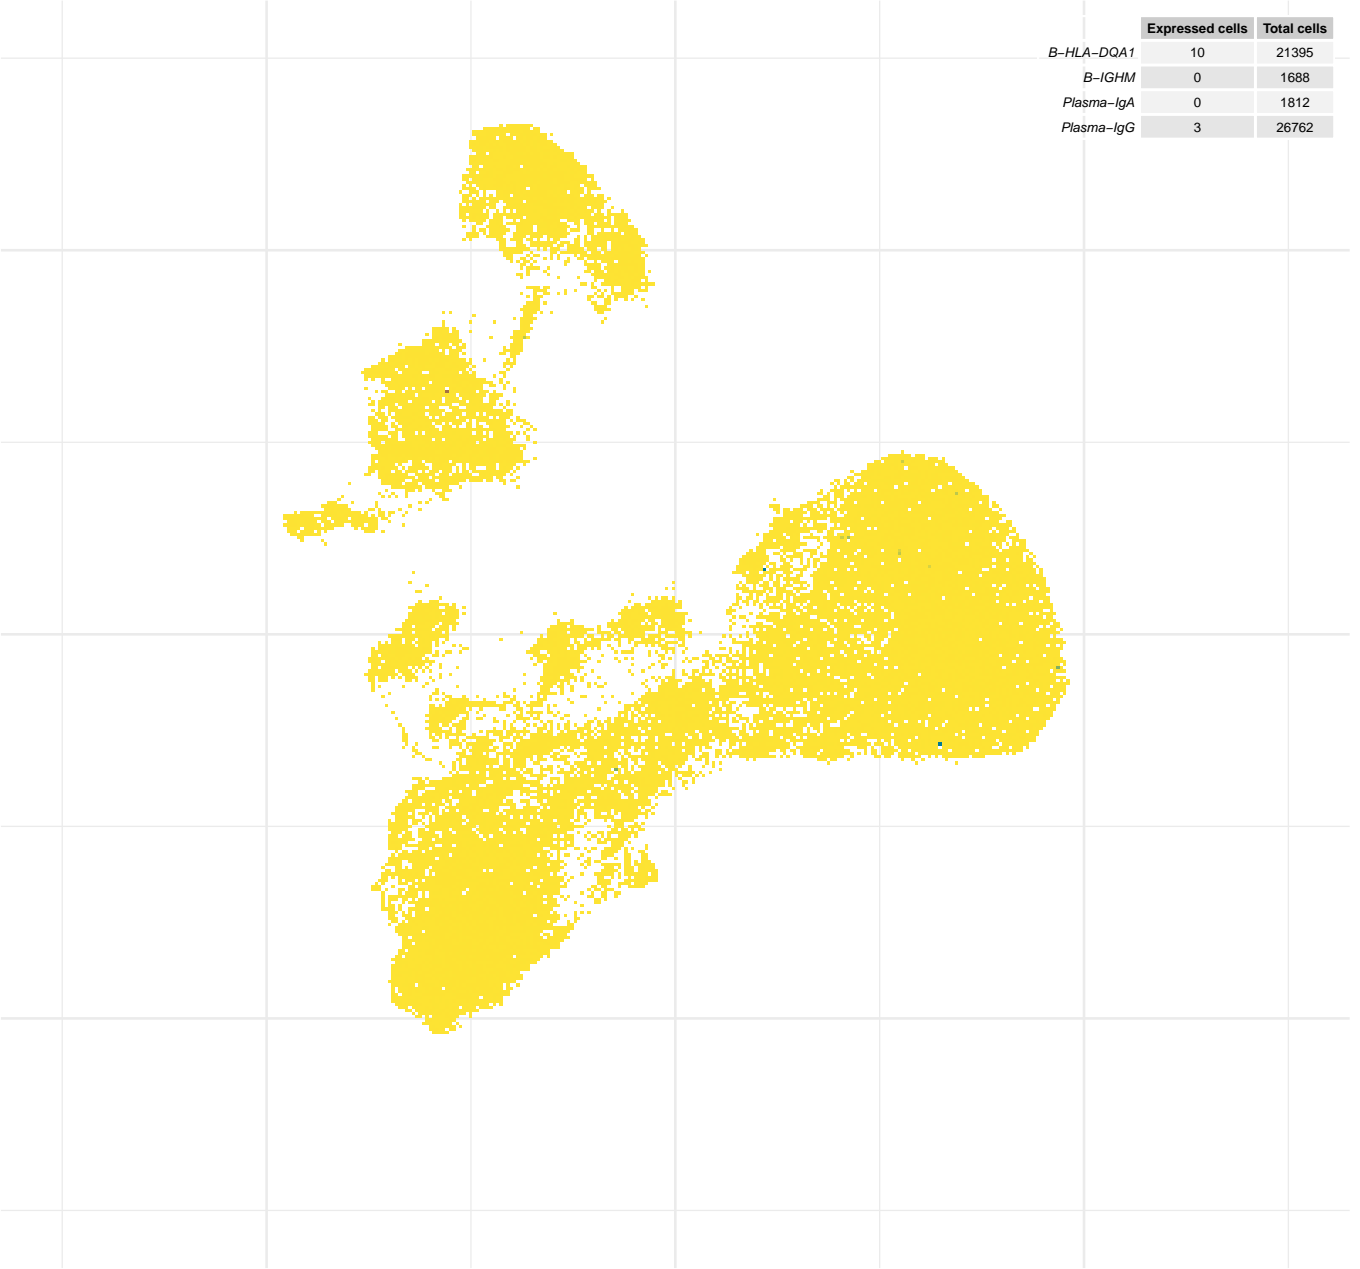 Expressed cells Total cells
B−HLA−DQA1 10 21395
B−IGHM 0 1688
Plasma−IgA 0 1812
Plasma−IgG 3 26762